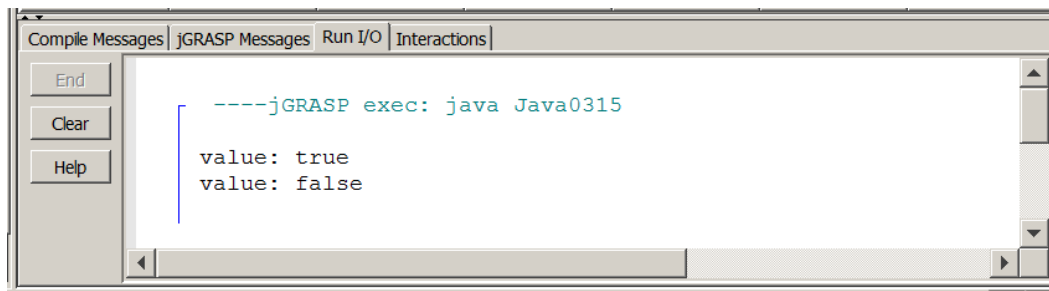 Compile Messages jGRASP Messages Run I/O Interactions
End
Clear
Help
----jGRASP exec: java Java0315
value: true
value: false